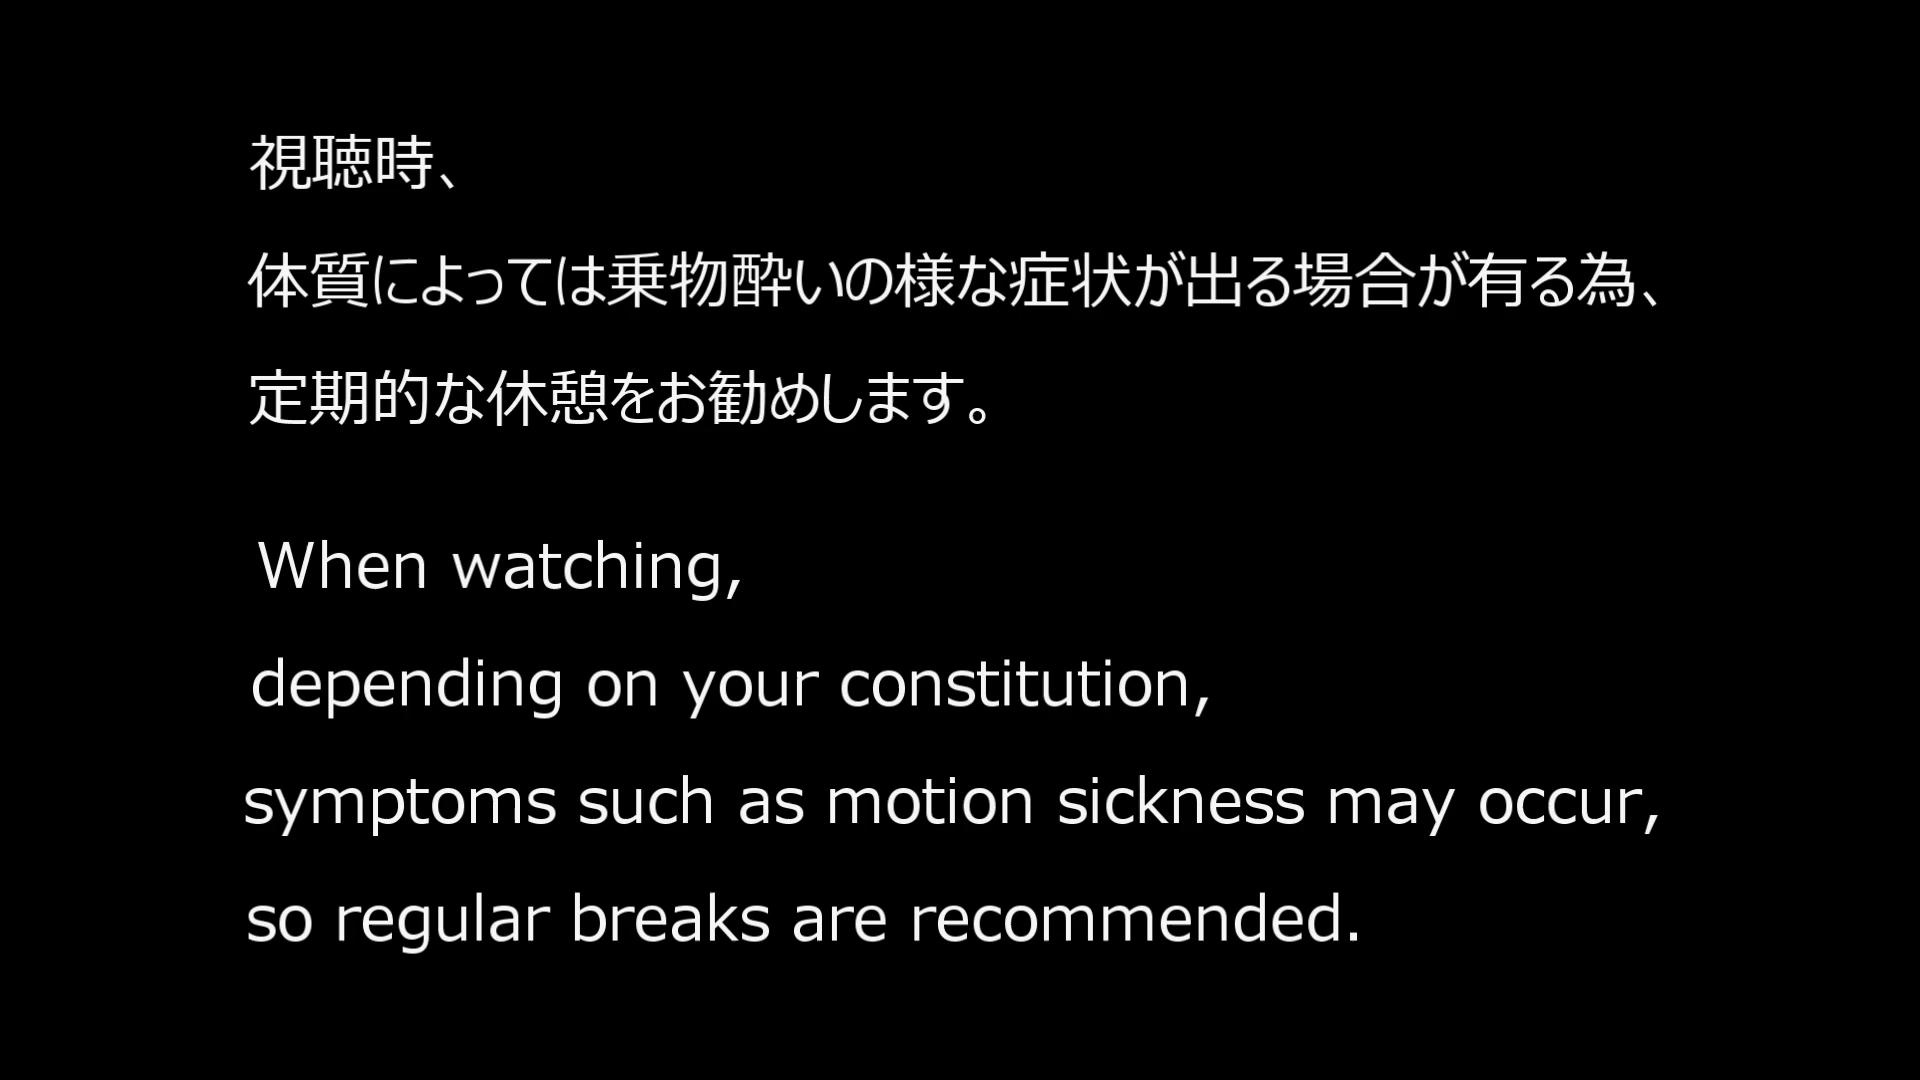 視聴時、
体質によっては乗物酔いの様な症状が出る場合が有る為、
定期的な休憩をお勧めします。
When watching,
depending on your constitution,
symptoms such as motion sickness may occur,
so regular breaks are recommended.